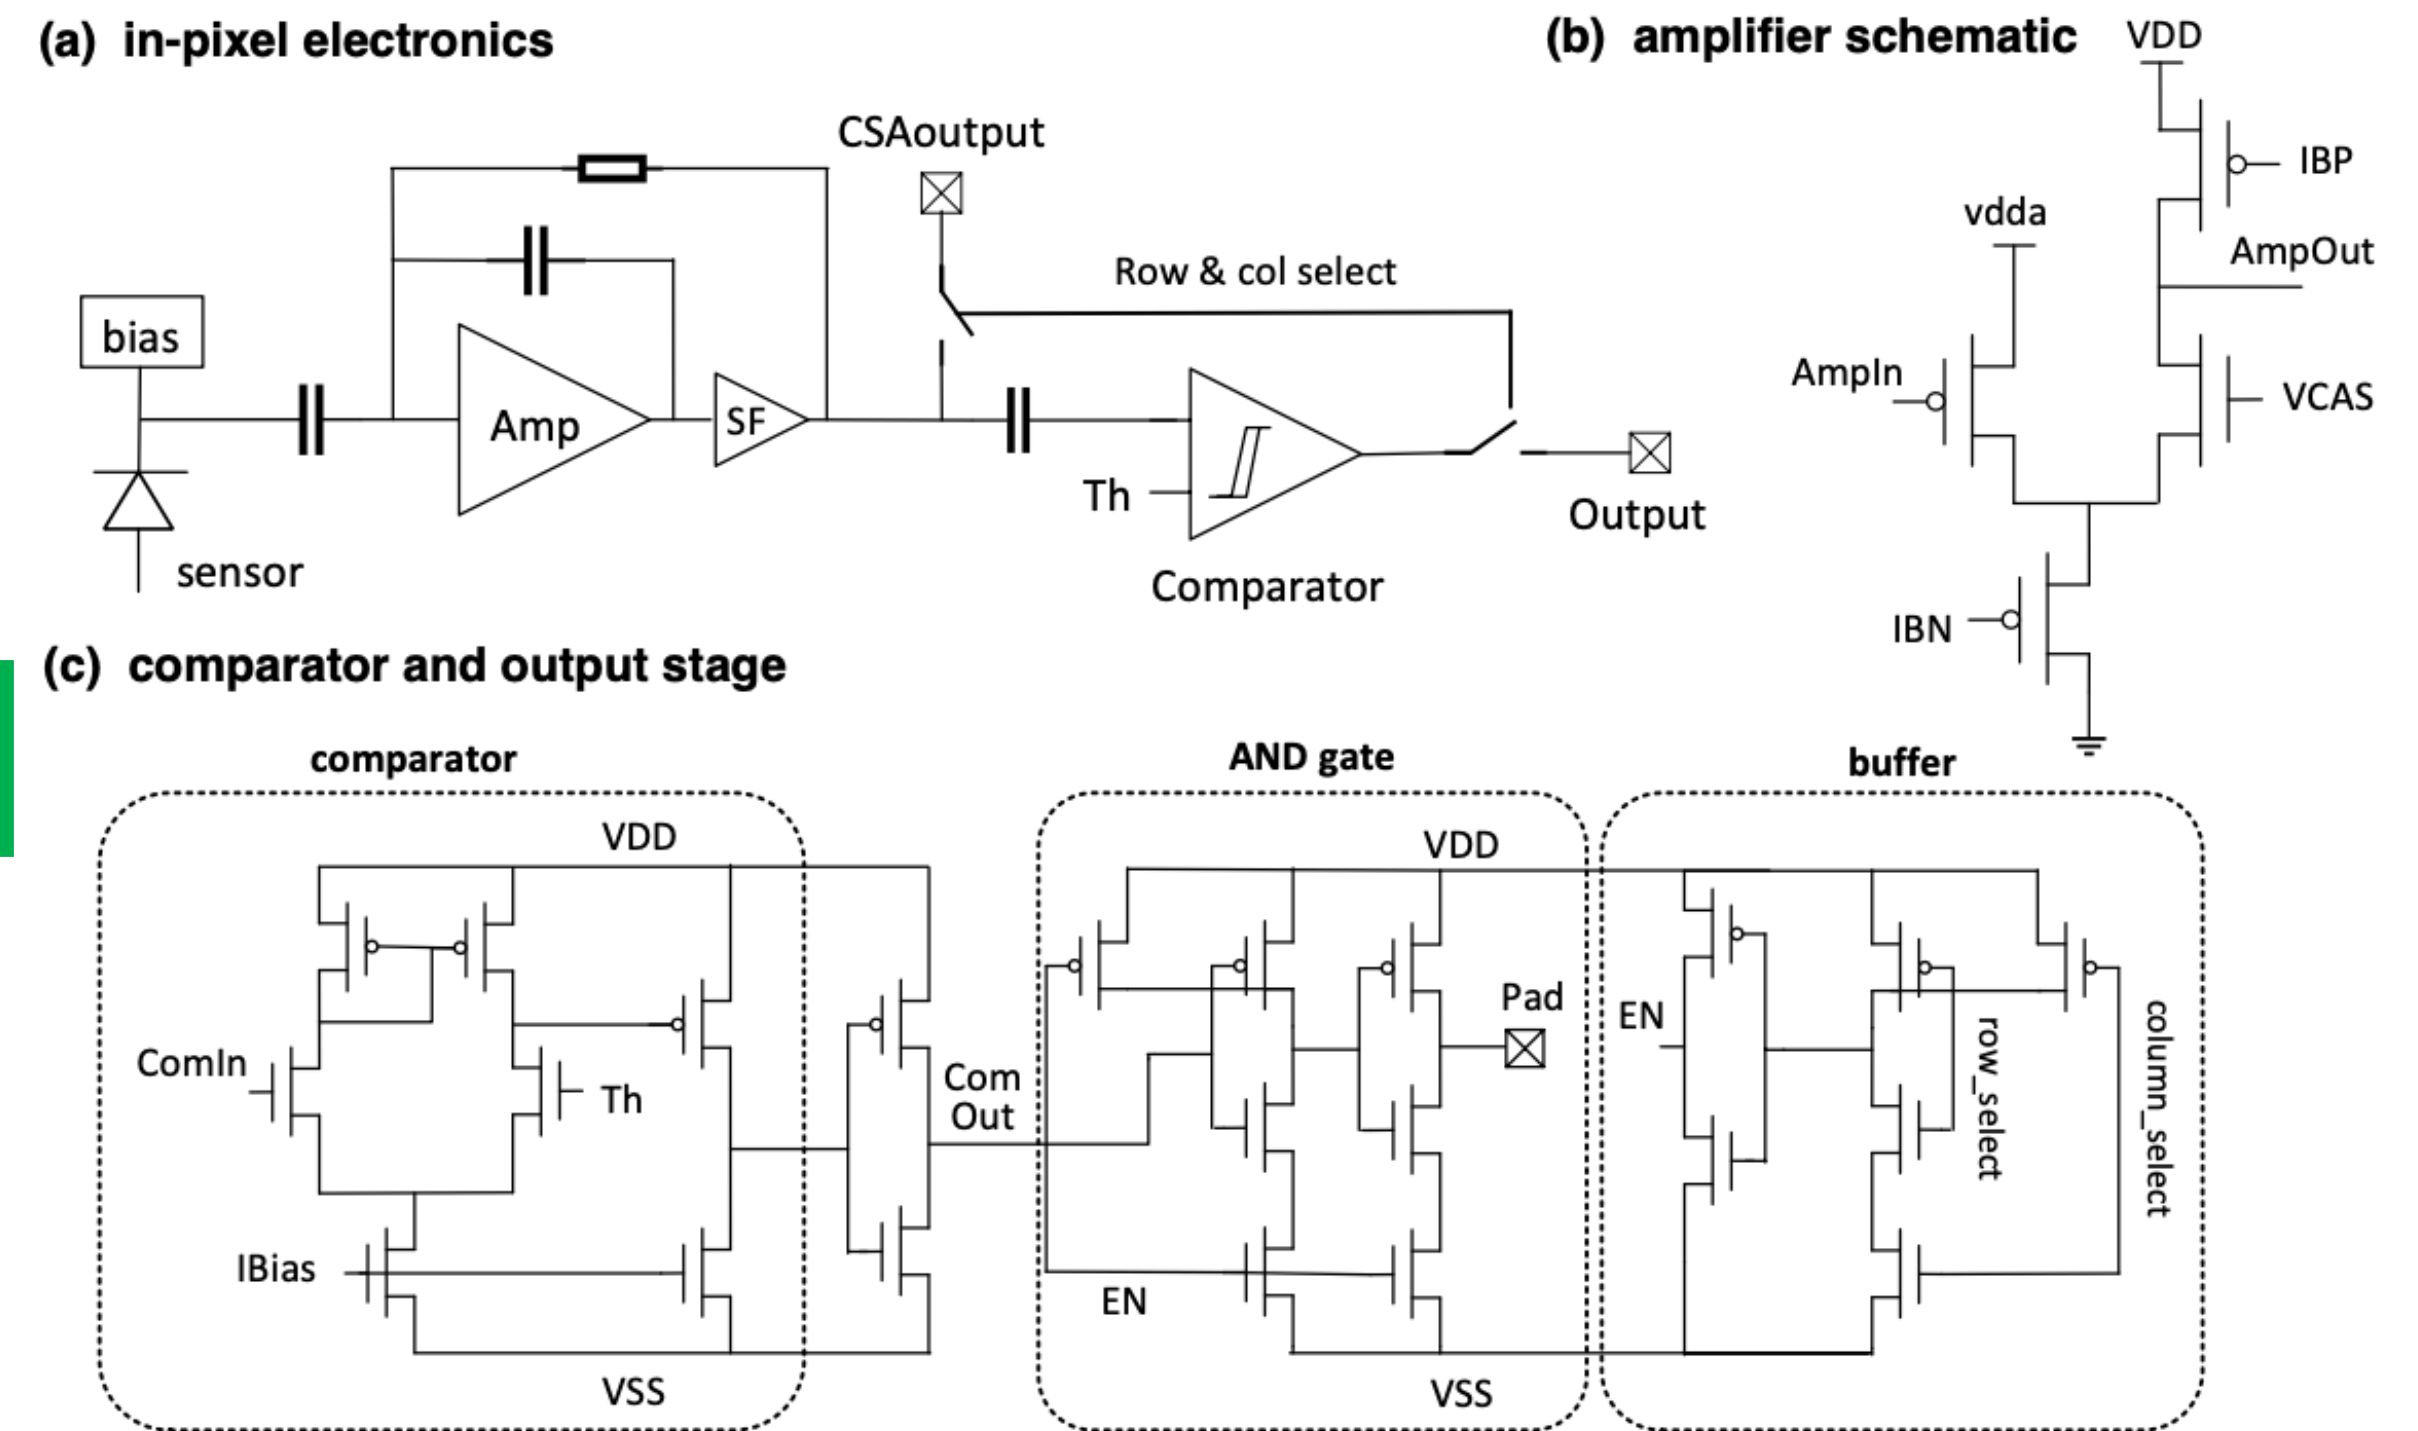 (a) in-pixel electronics
CSAoutput
Row & col select
bias
Amp
SF
Th
sensor
Comparator
Output
(b) amplifier schematic
VDD
IBP
vdda
AmpOut
AmpIn
VCAS
IBN
(c) comparator and output stage
comparator
VDD
ComIn
Th
IBias
VSS
Com
Out
AND gate
VDD
Pad
EN
VSS
buffer
EN
row_select
column_select